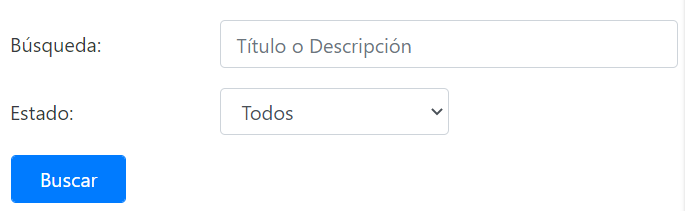 Búsqueda: Título o Descripción
Estado: Todos
Buscar